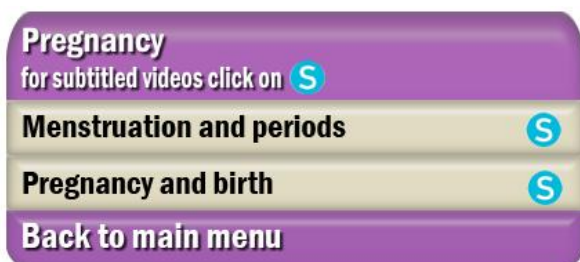 Pregnancy
for subtitled videos click on S
Menstruation and periods S
Pregnancy and birth S
Back to main menu